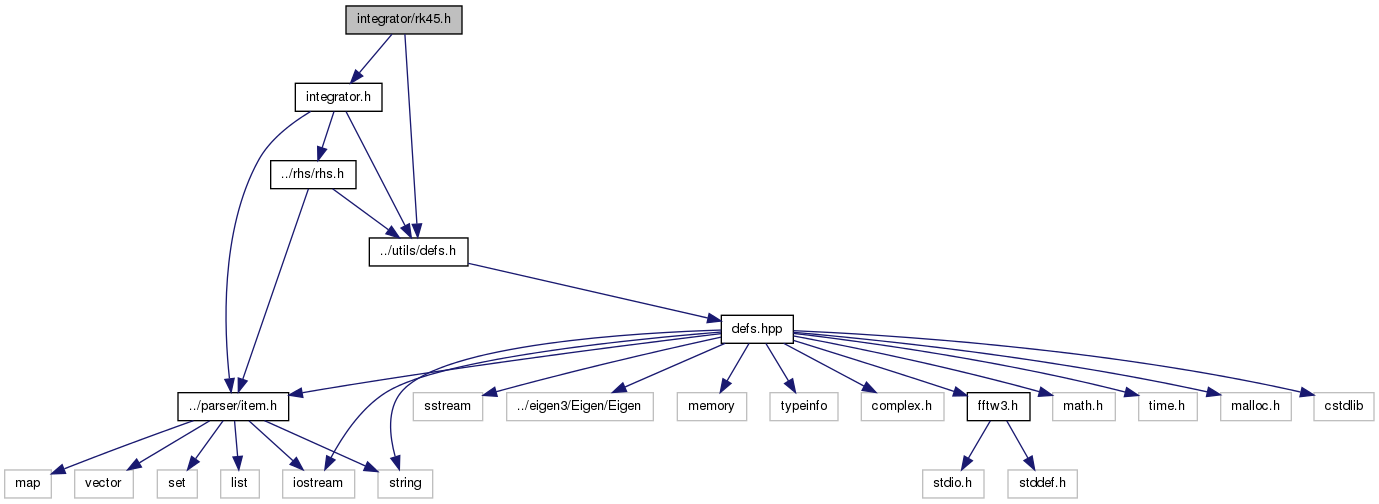 integrator/rk45.h
integrator.h
../rhs/rhs.h
../utils/defs.h
defs.hpp
../parser/item.h
sstream
../eigen3/Eigen/Eigen
memory
typeinfo
complex.h
fftw3.h
math.h
time.h
malloc.h
cstdlib
map
vector
set
list
iostream
string
stdio.h
stddef.h